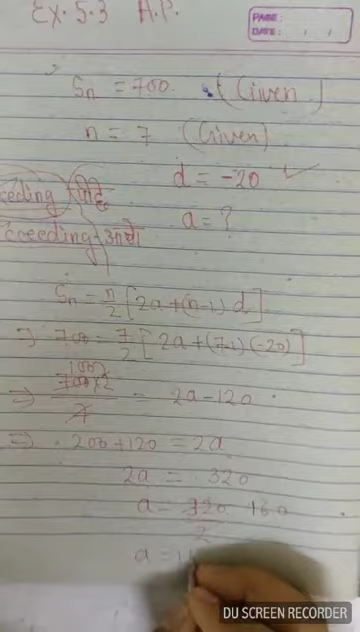 Ex. 5.3 A.P.
PAGE:
DATE: , ,
Sn = 700. (Given)
n = 7 (Given)
d = -20 ✓
ceeding पीछे
a = ?
cceeding
Sn = n/2 [2a+(n-1)d]
⇒ 700 = 7/2 [2a+(7-1)(-20)]
⇒ 700×2/7 = 2a-120
100
⇒ 200+120 = 2a
2a = 320
a = 320/2 160
DU SCREEN RECORDER